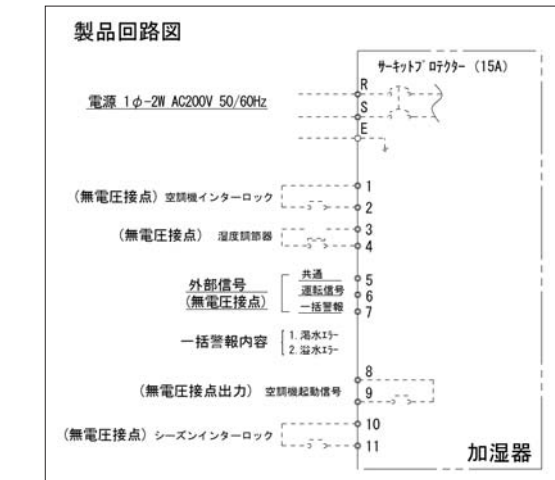 製品回路図
サーキットプロテクター (15A)
電源 1φ-2W AC200V 50/60Hz
R
S
E
(無電圧接点) 空調機インターロック
1
2
(無電圧接点) 湿度調節器
3
4
外部信号
(無電圧接点)
共通 5
運転信号 6
一括警報 7
一括警報内容
1. 渇水エラー
2. 溢水エラー
(無電圧接点出力) 空調機起動信号
8
9
(無電圧接点) シーズンインターロック
10
11
加湿器